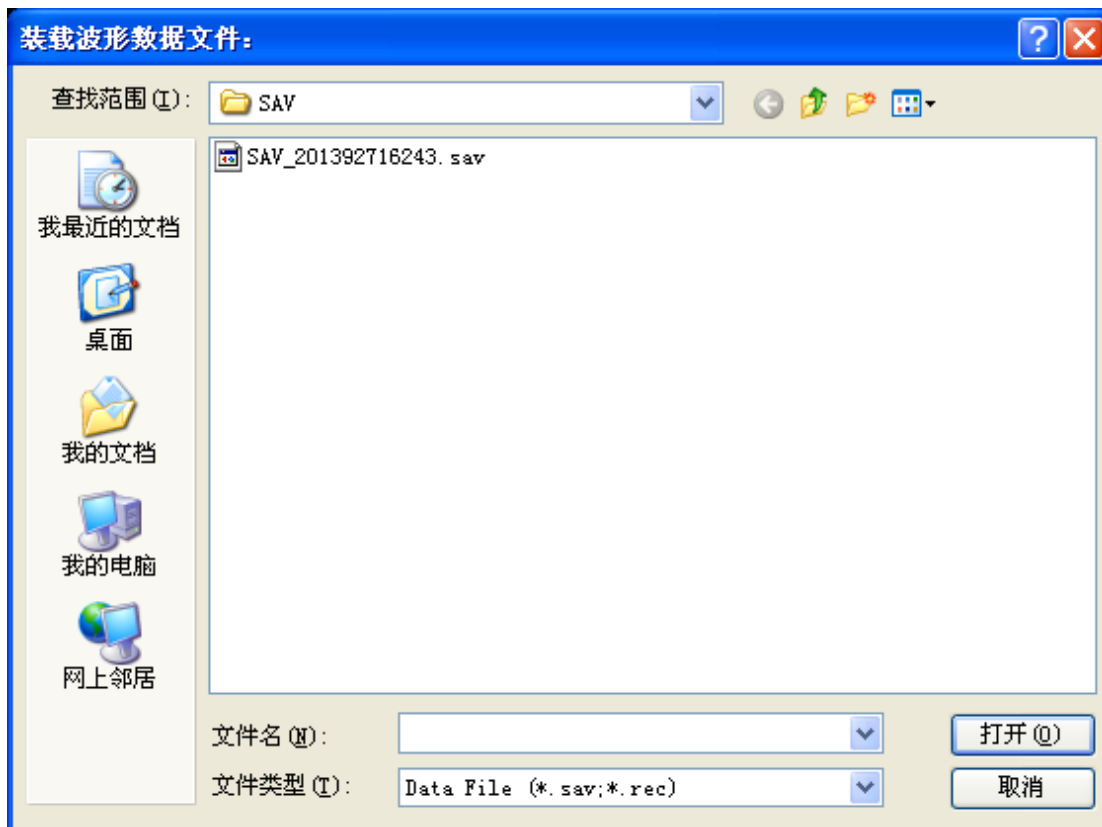 装载波形数据文件：
查找范围(I):
SAV
SAV_201392716243.sav
我最近的文档
桌面
我的文档
我的电脑
网上邻居
文件名(N):
打开(O)
文件类型(T):
Data File (*.sav;*.rec)
取消